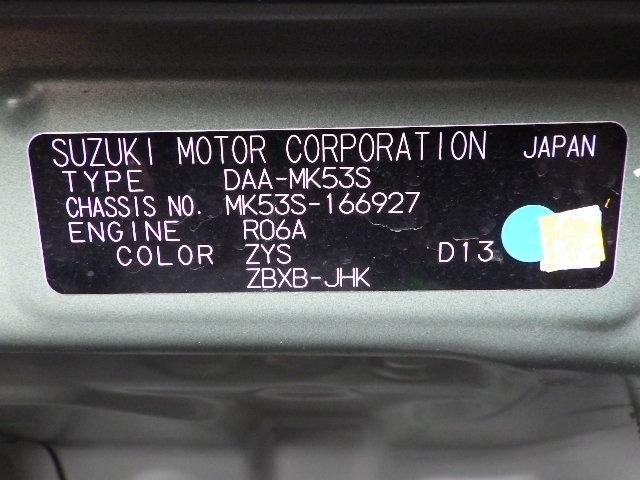 SUZUKI MOTOR CORPORATION JAPAN
TYPE DAA-MK53S
CHASSIS NO. MK53S-166927
ENGINE R06A
COLOR ZYS D13
ZBXB-JHK